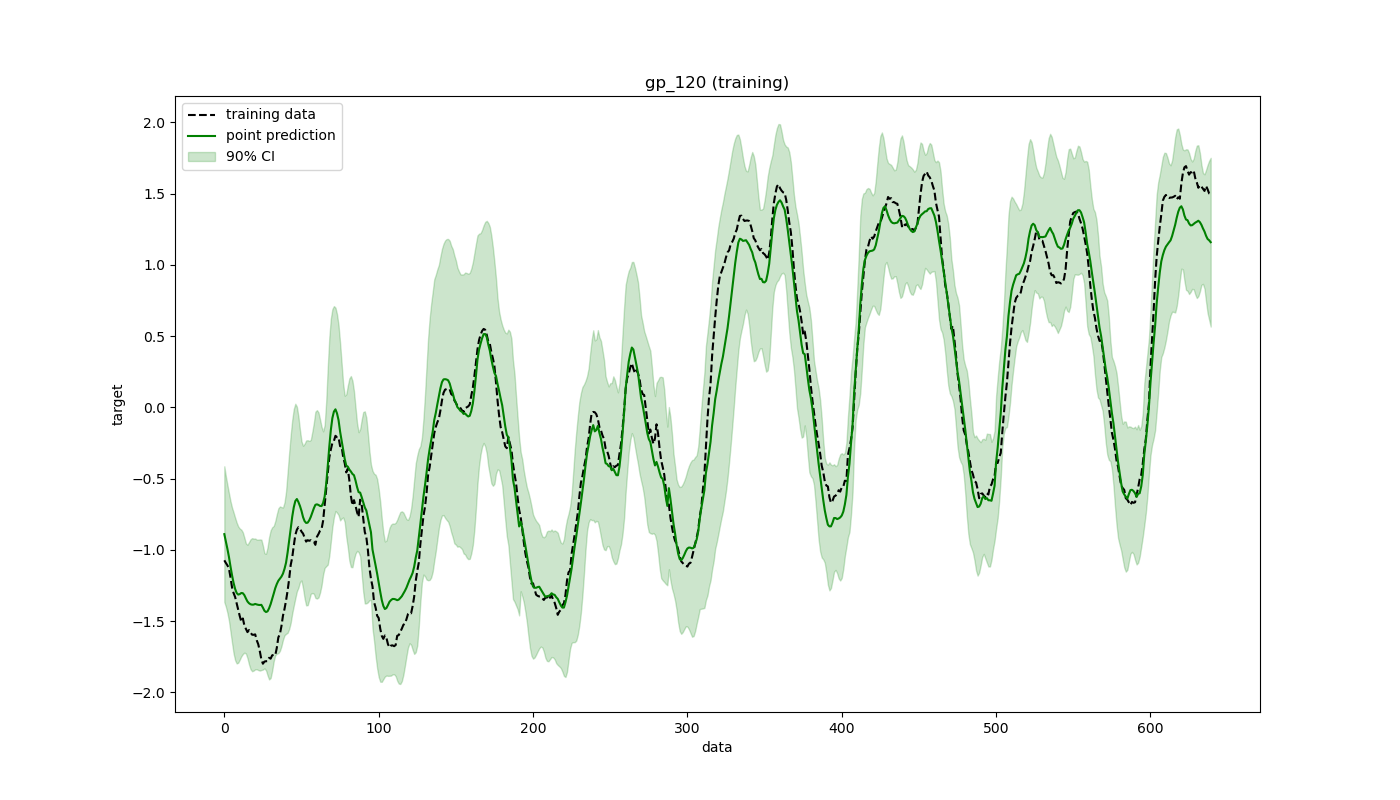 gp_120 (training)
training data
point prediction
90% CI
2.0
1.5
1.0
0.5
0.0
−0.5
−1.0
−1.5
−2.0
target
0 100 200 300 400 500 600
data